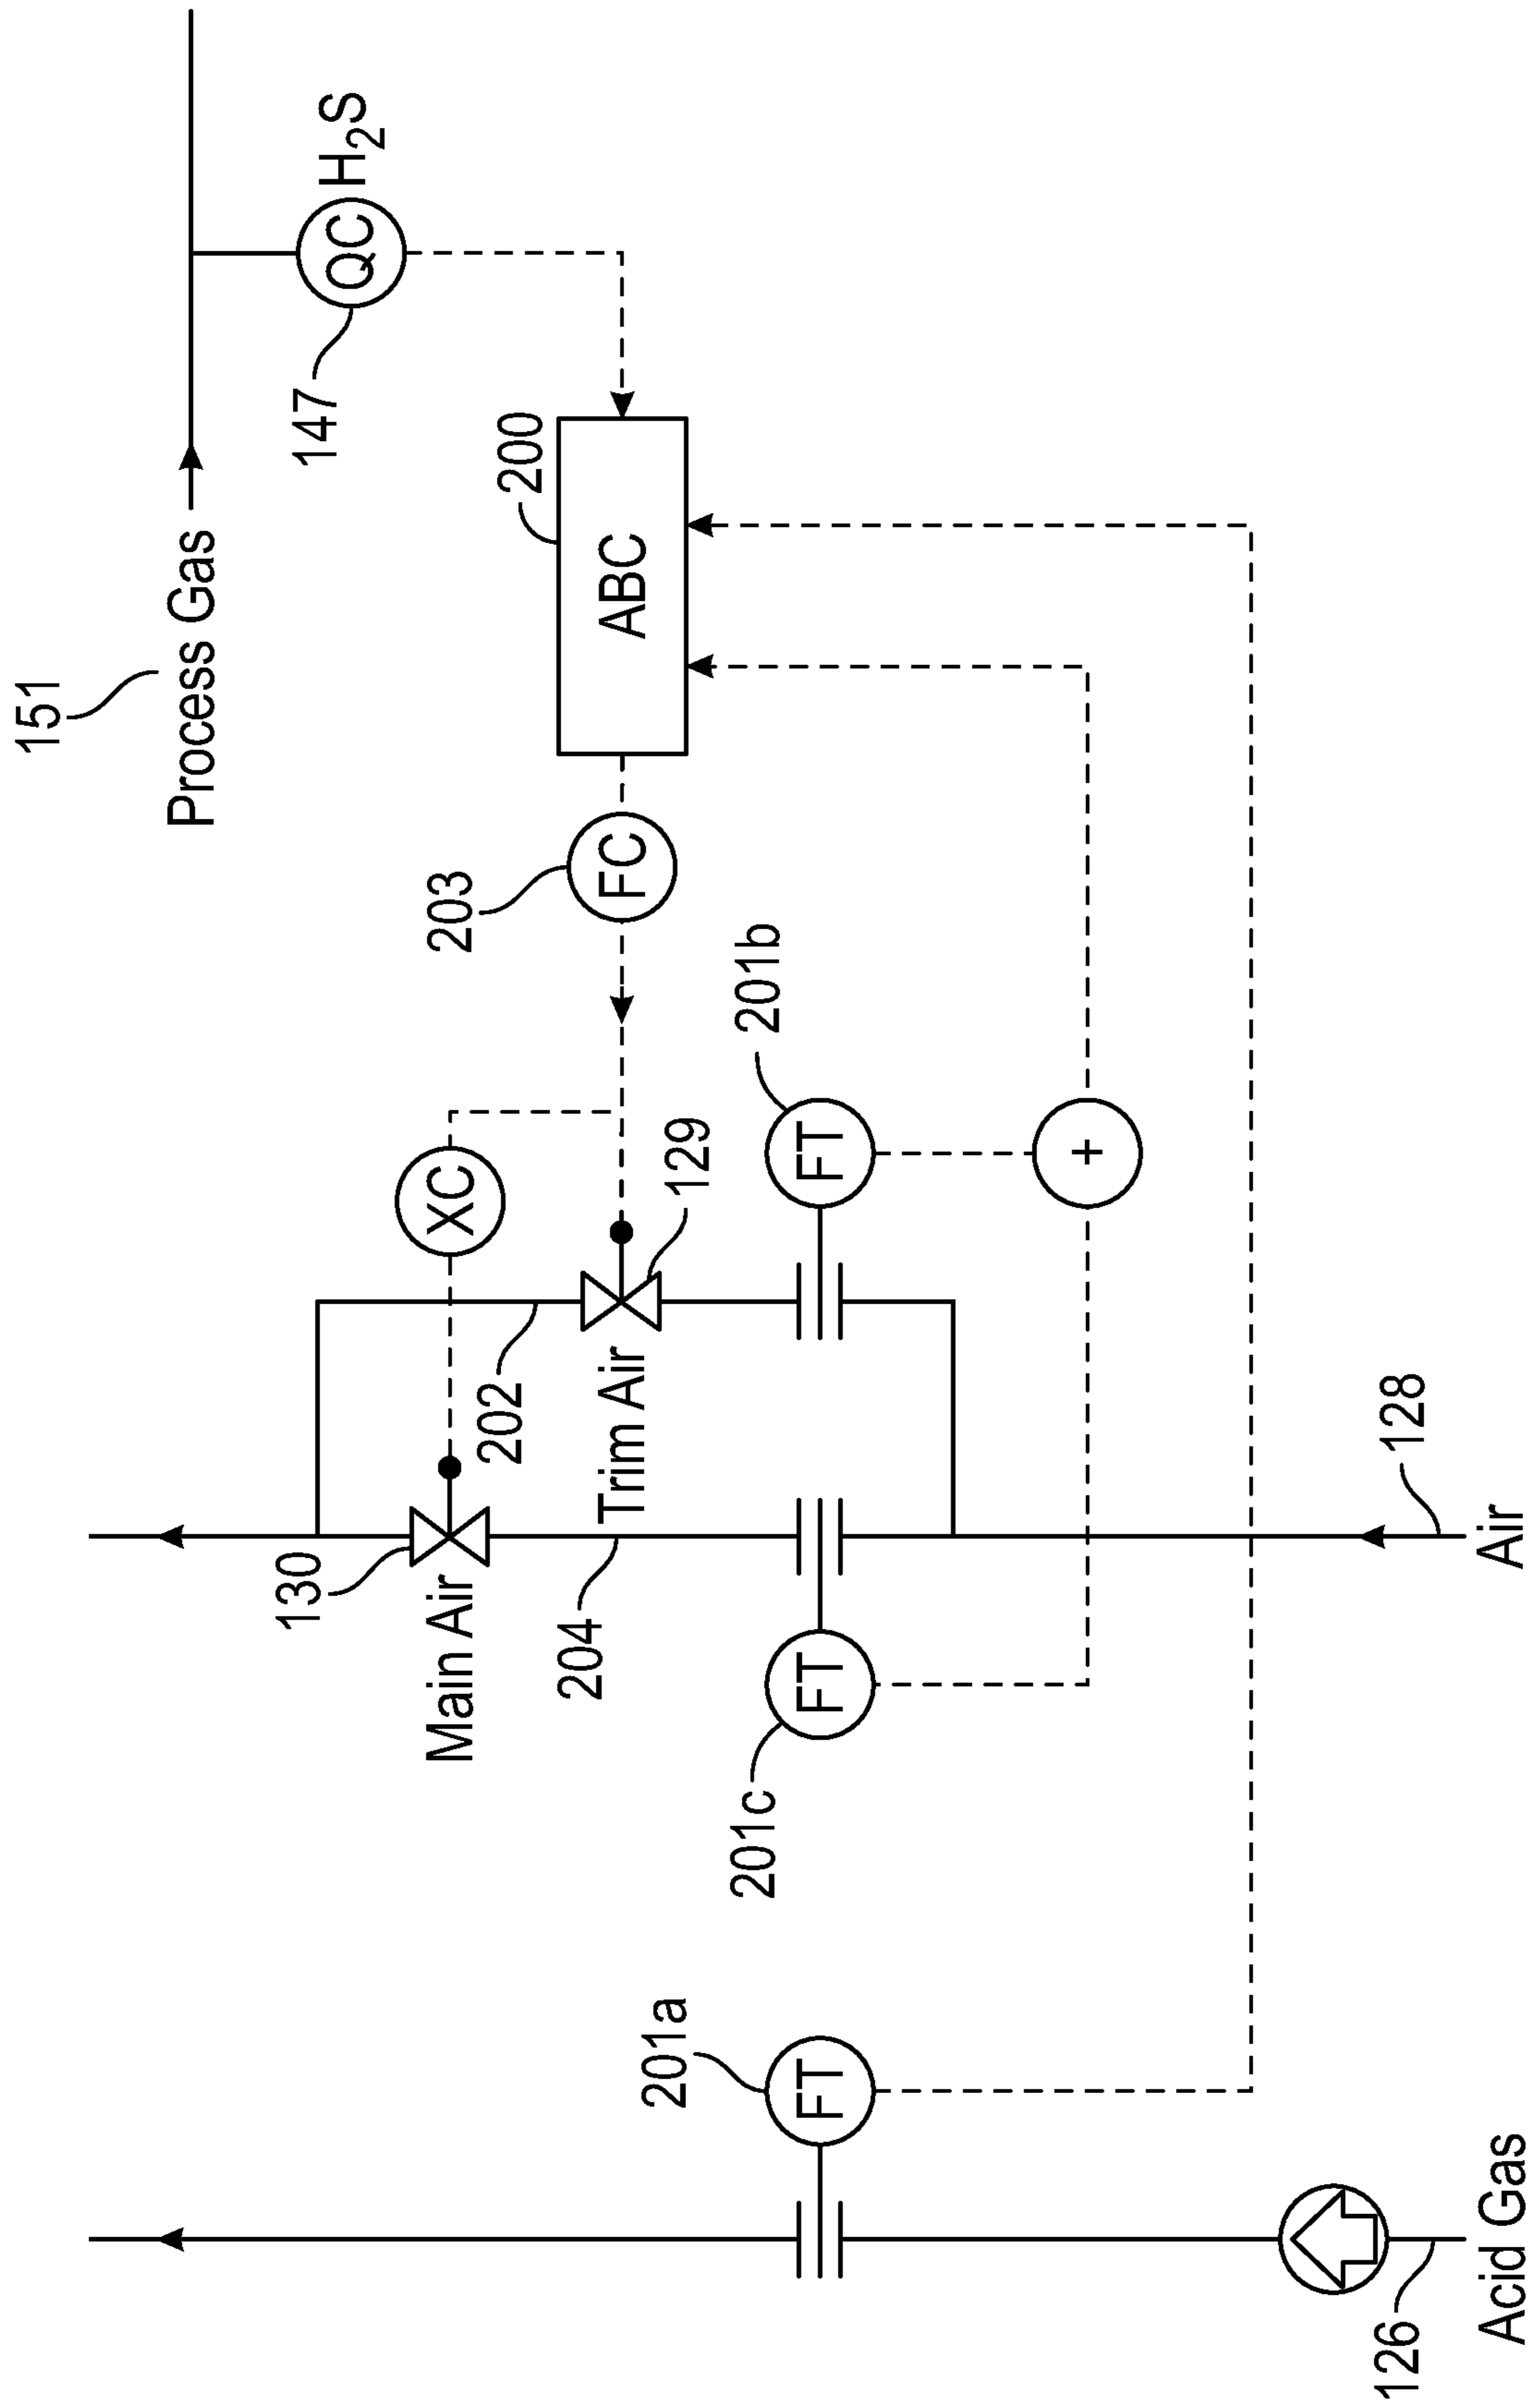 151
Process Gas
147
QC
H2S
200
ABC
203
FC
XC
130
Main Air
202
129
Trim Air
204
201b
FT
201c
FT
+
201a
FT
128
Air
126
Acid Gas